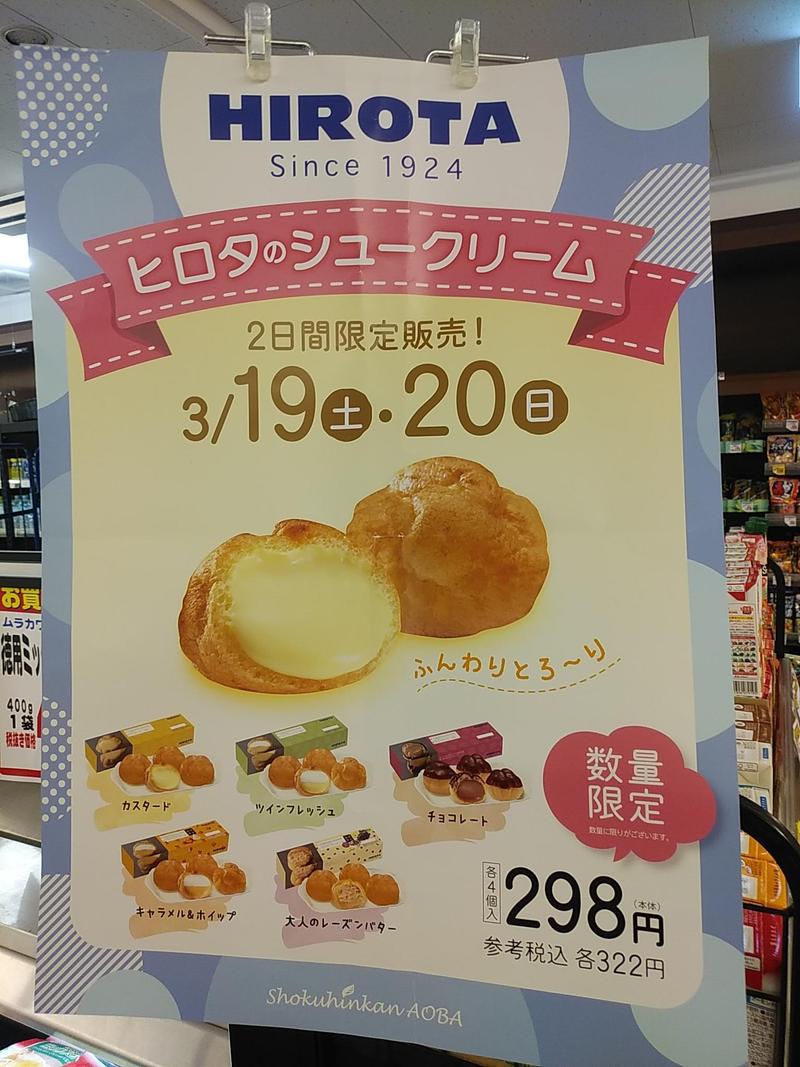 HIROTA
Since 1924
ヒロタのシュークリーム
2日間限定販売!
3/19土・20日
ふんわりとろ〜り
カスタード
ツインフレッシュ
チョコレート
キャラメル&ホイップ
大人のレーズンバター
数量
限定
数量に限りがございます。
各4個入
298円
(本体)
参考税込 各322円
Shokuhinkan AOBA
お買
ムラカワ
徳用ミッ
400g
1袋
税抜き価格